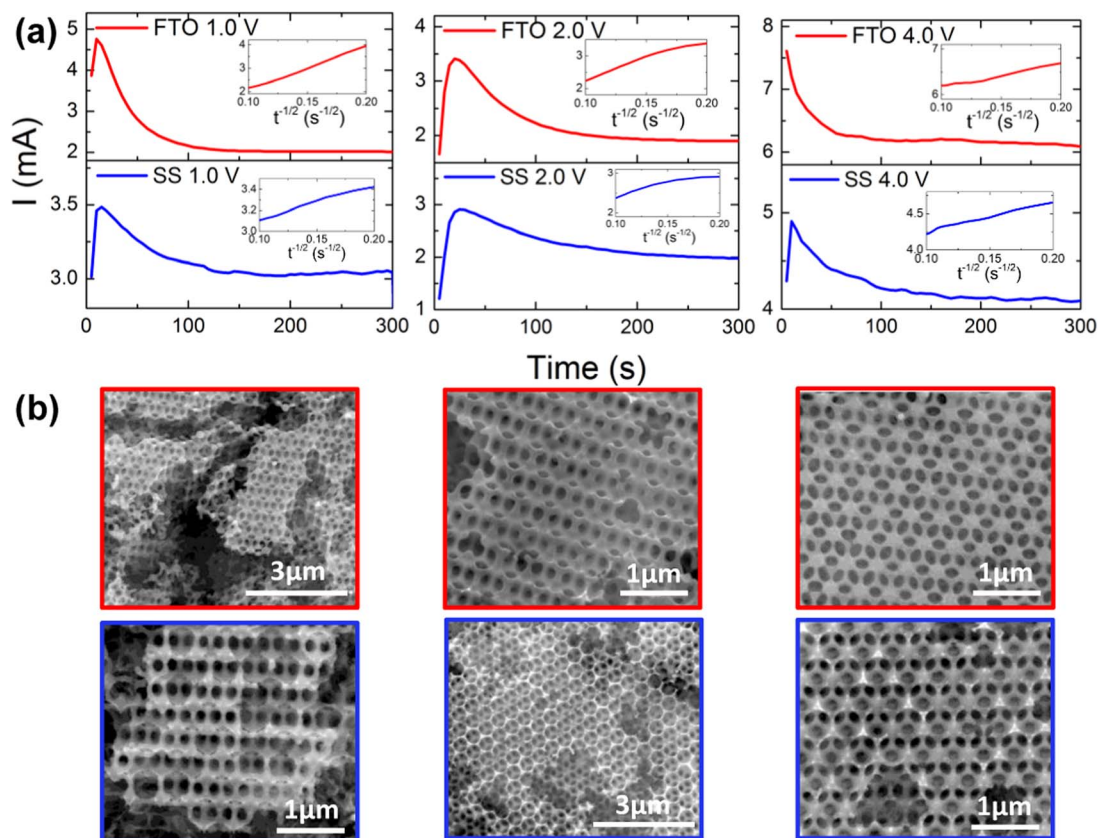 (a)
I (mA)
FTO 1.0 V
5
4
3
2
4
3
2
0.10 0.15 0.20
t-1/2 (s-1/2)
FTO 2.0 V
4
3
2
3
2
1
0.10 0.15 0.20
t-1/2 (s-1/2)
FTO 4.0 V
8
7
6
7
6
0.10 0.15 0.20
t-1/2 (s-1/2)
SS 1.0 V
3.5
3.0
3.4
3.2
3.0
0.10 0.15 0.20
t-1/2 (s-1/2)
0 100 200 300
SS 2.0 V
3
2
1
3
2
1
0.10 0.15 0.20
t-1/2 (s-1/2)
0 100 200 300
SS 4.0 V
5
4
4.5
4.0
0.10 0.15 0.20
t-1/2 (s-1/2)
0 100 200 300
Time (s)
(b)
3µm
1µm
1µm
1µm
3µm
1µm